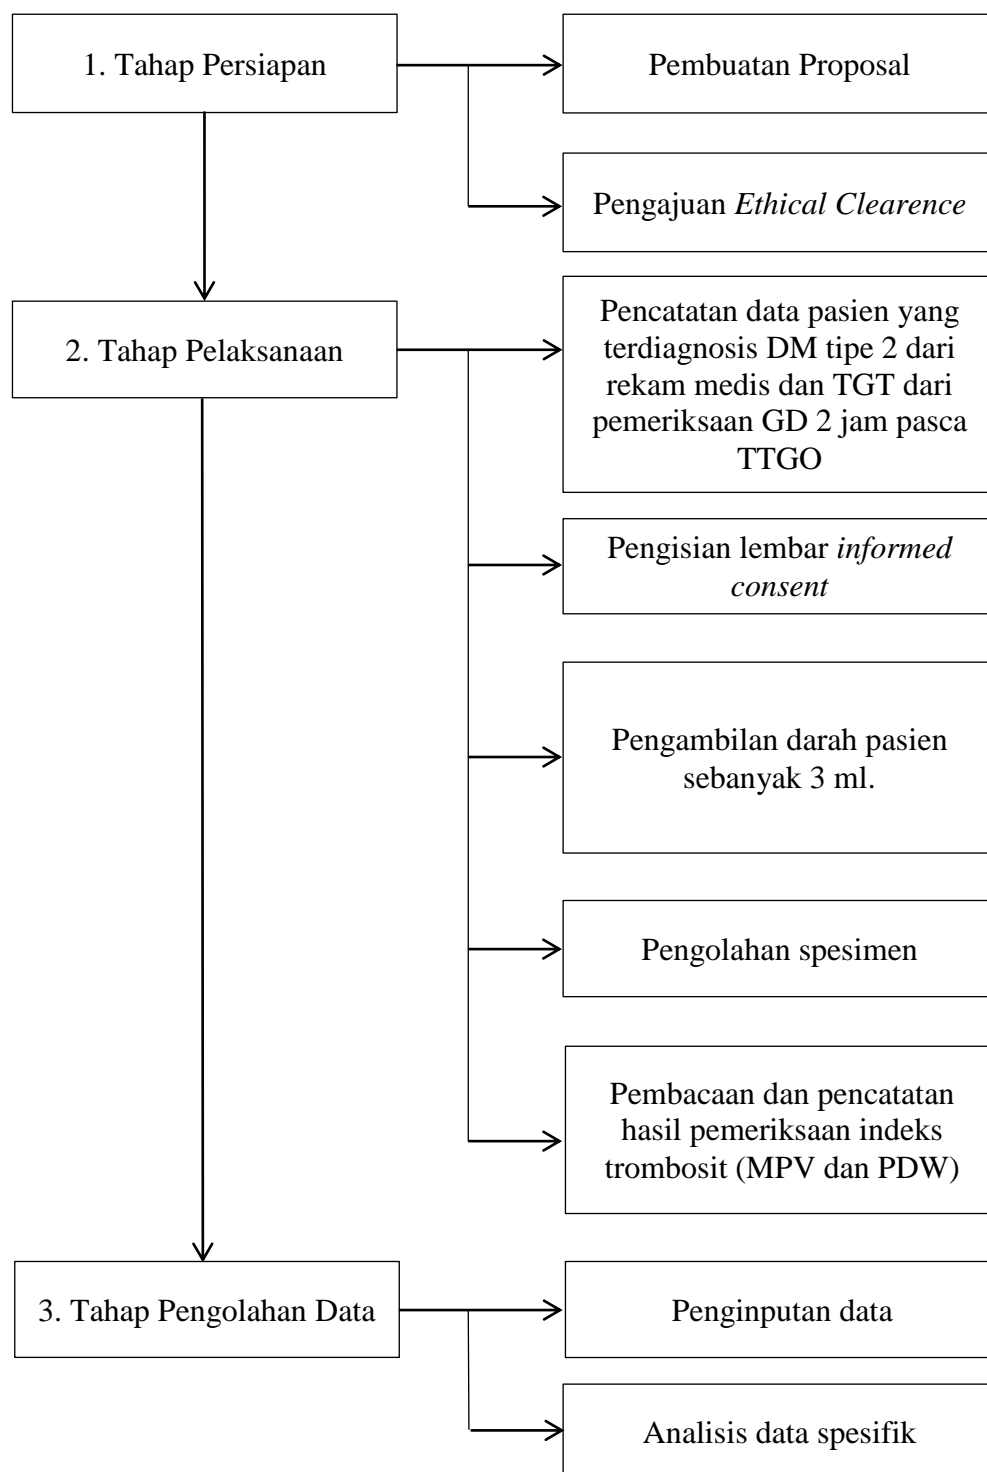 1. Tahap Persiapan
Pembuatan Proposal
Pengajuan Ethical Clearence
2. Tahap Pelaksanaan
Pencatatan data pasien yang
terdiagnosis DM tipe 2 dari
rekam medis dan TGT dari
pemeriksaan GD 2 jam pasca
TTGO
Pengisian lembar informed
consent
Pengambilan darah pasien
sebanyak 3 ml.
Pengolahan spesimen
Pembacaan dan pencatatan
hasil pemeriksaan indeks
trombosit (MPV dan PDW)
3. Tahap Pengolahan Data
Penginputan data
Analisis data spesifik